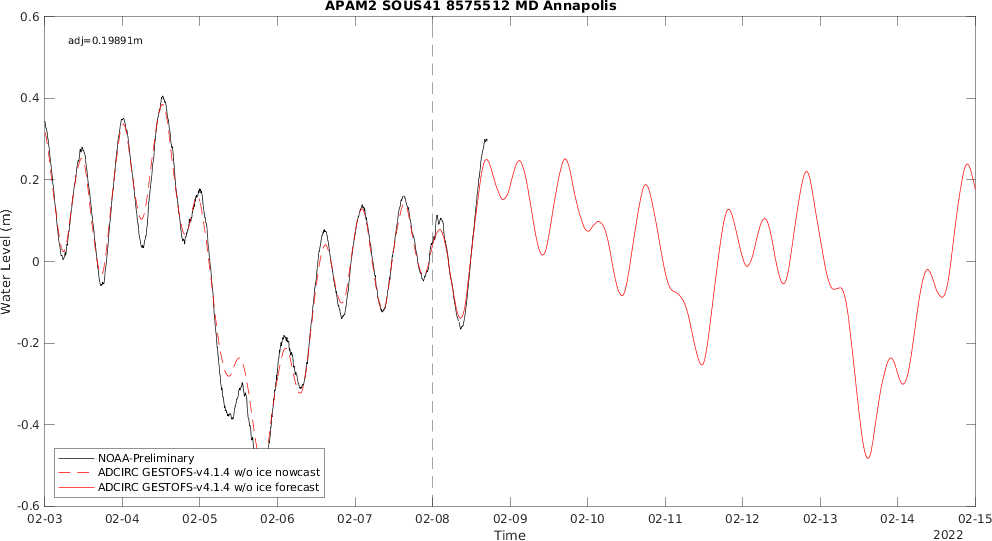 APAM2 SOUS41 8575512 MD Annapolis
adj=0.19891m
0.6
0.4
0.2
0
-0.2
-0.4
-0.6
Water Level (m)
NOAA-Preliminary
ADCIRC GESTOFS-v4.1.4 w/o ice nowcast
ADCIRC GESTOFS-v4.1.4 w/o ice forecast
02-03 02-04 02-05 02-06 02-07 02-08 02-09 02-10 02-11 02-12 02-13 02-14 02-15
Time
2022